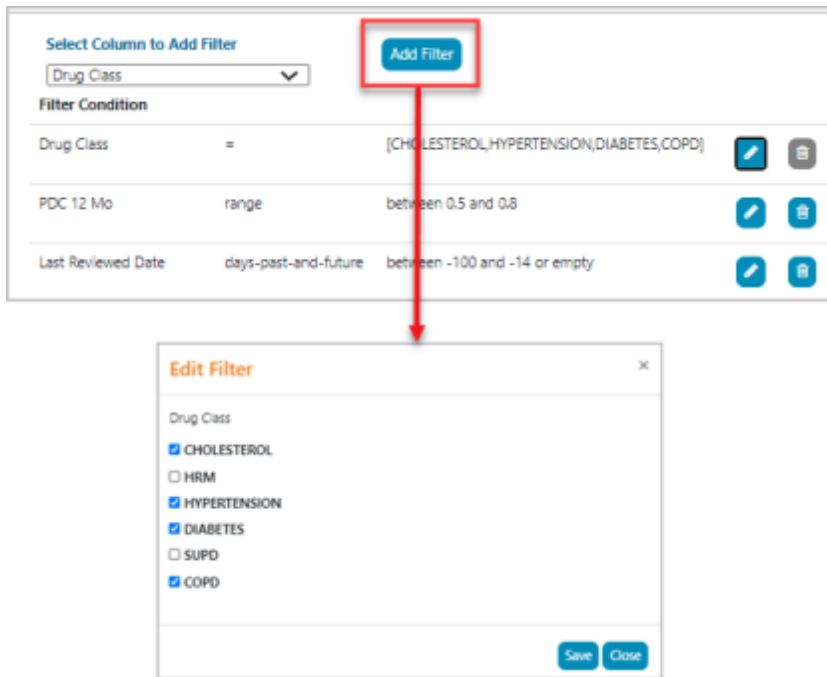 Select Column to Add Filter
Add Filter
Drug Class
Filter Condition
Drug Class = [CHOLESTEROL,HYPERTENSION,DIABETES,COPD]
PDC 12 Mo range between 0.5 and 0.8
Last Reviewed Date days-past-and-future between -100 and -14 or empty
Edit Filter ×
Drug Class
CHOLESTEROL
HRM
HYPERTENSION
DIABETES
SUPD
COPD
Save Close